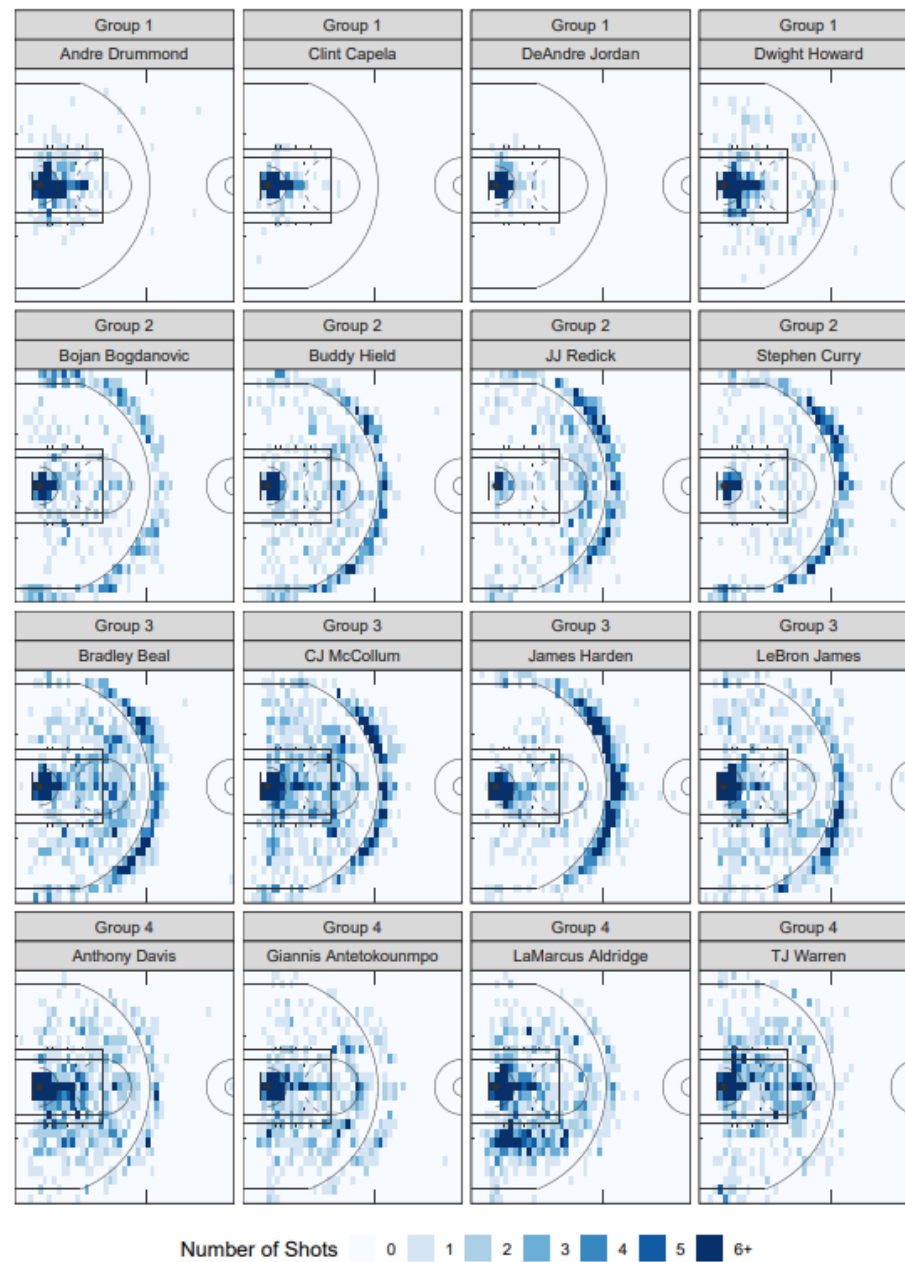 Group 1 Group 1 Group 1 Group 1
Andre Drummond Clint Capela DeAndre Jordan Dwight Howard
Group 2 Group 2 Group 2 Group 2
Bojan Bogdanovic Buddy Hield JJ Redick Stephen Curry
Group 3 Group 3 Group 3 Group 3
Bradley Beal CJ McCollum James Harden LeBron James
Group 4 Group 4 Group 4 Group 4
Anthony Davis Giannis Antetokounmpo LaMarcus Aldridge TJ Warren
Number of Shots 0 1 2 3 4 5 6+